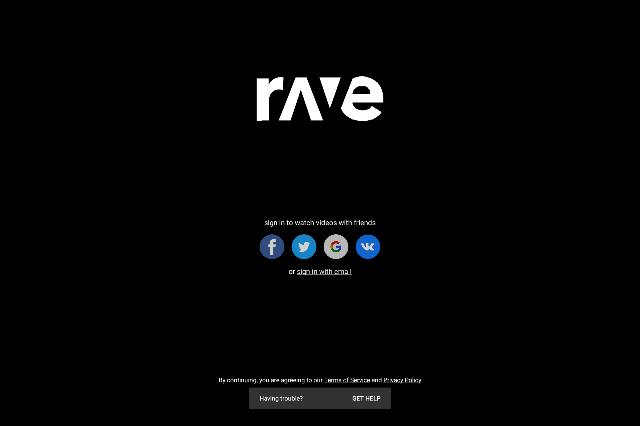 rave
sign in to watch videos with friends
or sign in with email
By continuing, you are agreeing to our Terms of Service and Privacy Policy
Having trouble? GET HELP